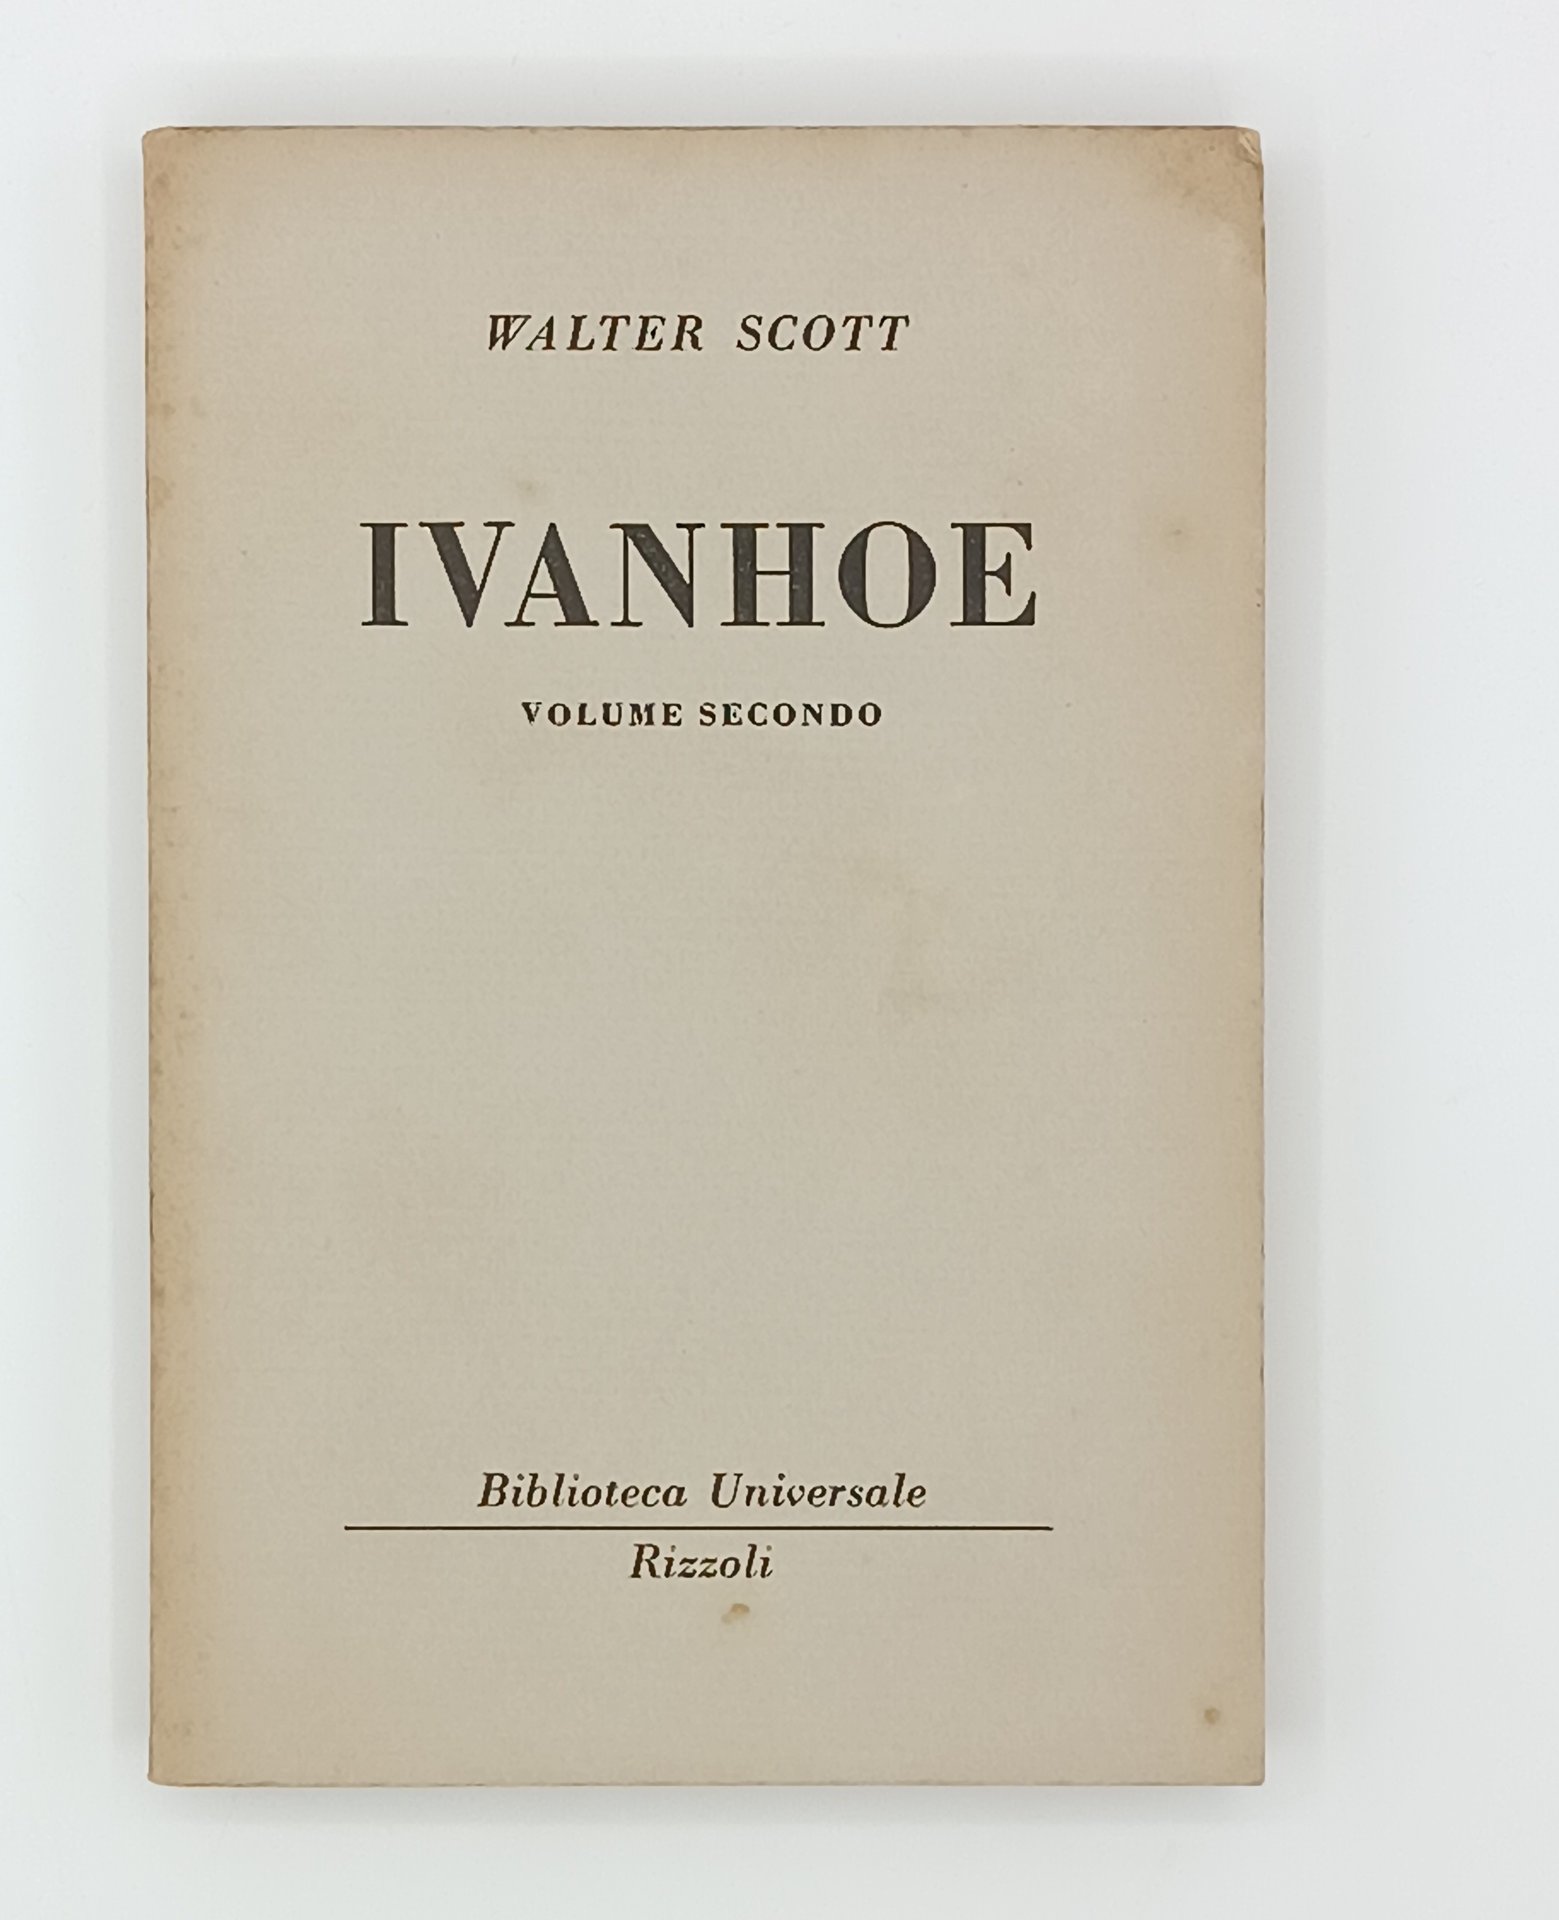 WALTER SCOTT
IVANHOE
VOLUME SECONDO
Biblioteca Universale
Rizzoli